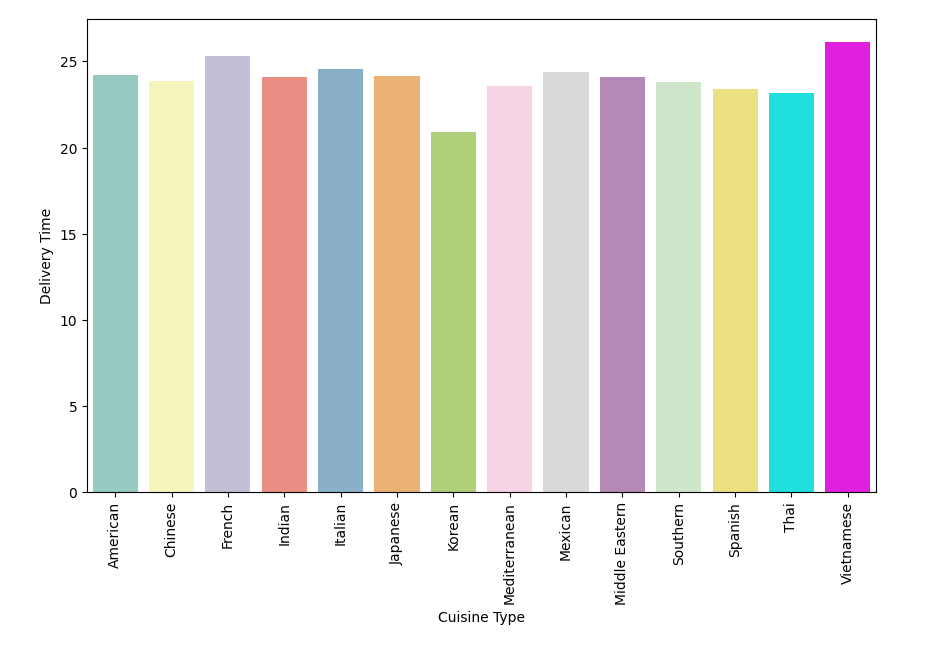 25
20
15
10
5
0
Delivery Time
American
Chinese
French
Indian
Italian
Japanese
Korean
Mediterranean
Mexican
Middle Eastern
Southern
Spanish
Thai
Vietnamese
Cuisine Type